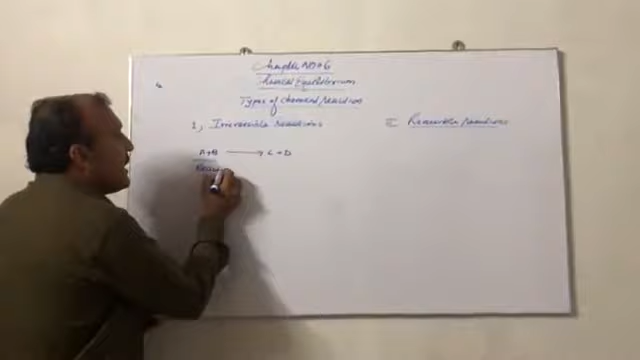 Chapter NO# 6
Chemical Equilibrium
Types of chemical Reaction
1, Irreversible Reactions
II Reversible reactions
A+B → C+D